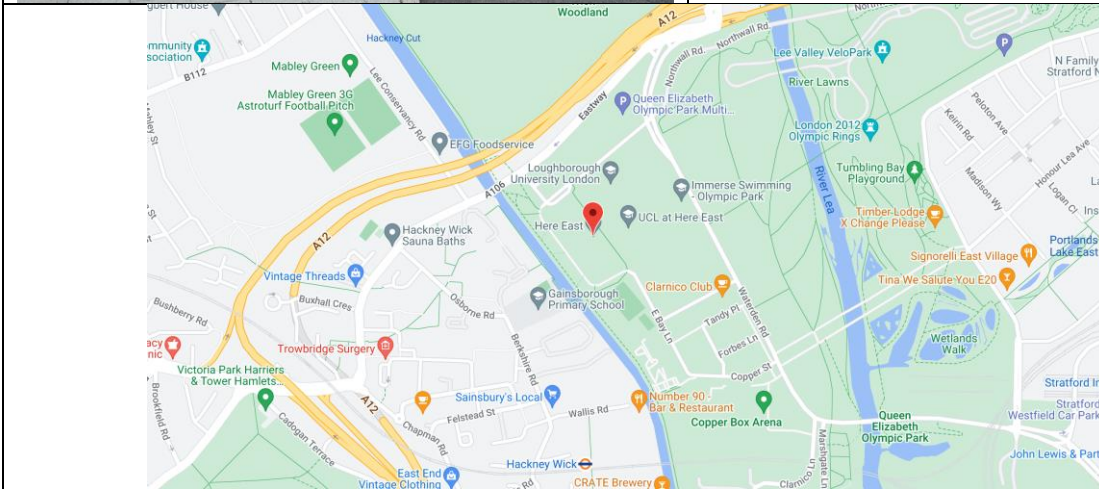 Woodland
A12
Hackney Cut
Northwall Rd
Northwall Rd.
Lee Valley VeloPark
B112
Mabley Green
Lee Conservancy Rd
River Lawns
N Family
Mabley Green 3G
Astroturf Football Pitch
Eastway
Queen Elizabeth
Olympic Park Multi...
Peloton Ave
Keirin Rd
London 2012
Olympic Rings
EFG Foodservice
Honour Lea Ave
Loughborough
University London
Tumbling Bay
Playground
Madison Wy
Logan Cl
A106
Immerse Swimming
- Olympic Park
River Lea
Here East
UCL at Here East
Timber Lodge
X Change Please
Hackney Wick
Sauna Baths
A12
Signorelli East Village
Portlands
Lake East
Vintage Threads
Tina We Salute You E20
Buxhall Cres
Osborne Rd
Gainsborough
Primary School
Clarnico Club
Waterden Rd
Bushberry Rd
E Bay Ln
Tandy Pl
Forbes Ln
Wetlands
Walk
Trowbridge Surgery
Berkshire Rd
Copper St
Victoria Park Harriers
& Tower Hamlets...
Brookfield Rd
A12
Sainsbury's Local
Number 90 -
Bar & Restaurant
Felstead St
Wallis Rd
Copper Box Arena
Queen
Elizabeth
Olympic Park
Westfield Car Park
Cadogan Terrace
Chapman Rd
Marshgate Ln
Hackney Wick
East End
Vintage Clothing
CRATE Brewery
Clarnico Ln
John Lewis & Part